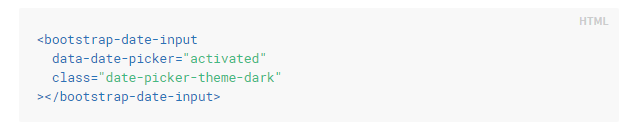 HTML
<bootstrap-date-input
data-date-picker="activated"
class="date-picker-theme-dark"
></bootstrap-date-input>